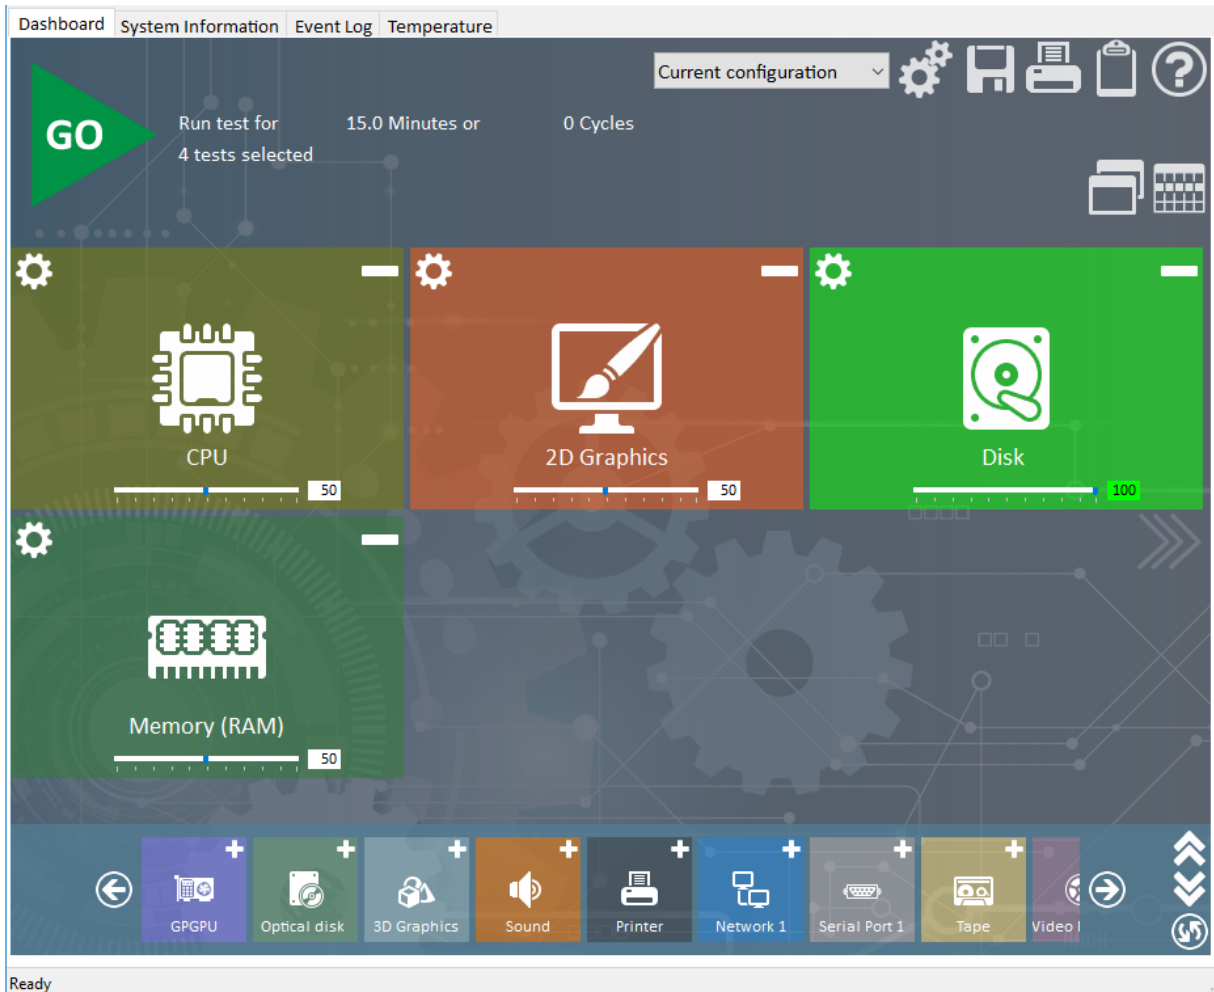 Dashboard System Information Event Log Temperature
Current configuration
GO
Run test for 15.0 Minutes or 0 Cycles
4 tests selected
CPU
50
2D Graphics
50
Disk
100
Memory (RAM)
50
GPGPU
Optical disk
3D Graphics
Sound
Printer
Network 1
Serial Port 1
Tape
Video
Ready